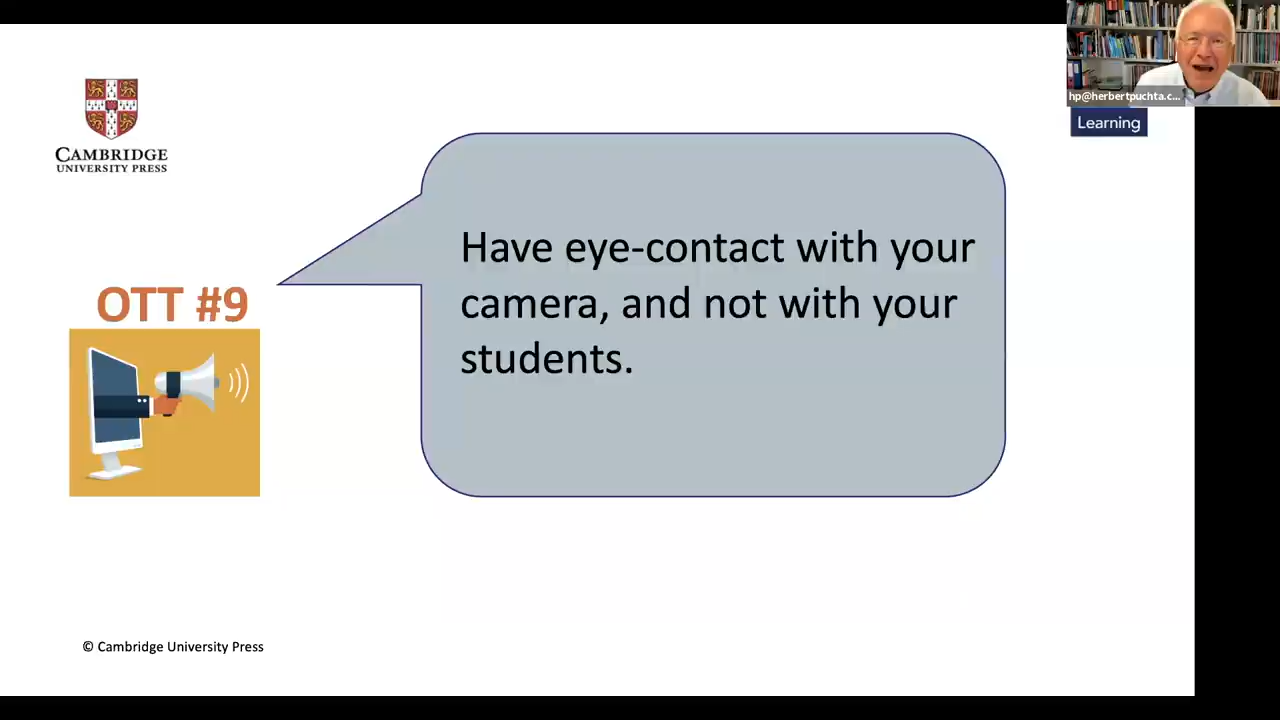 hp@herbertpuchta.c...
Learning
CAMBRIDGE
UNIVERSITY PRESS
Have eye-contact with your
camera, and not with your
students.
OTT #9
© Cambridge University Press